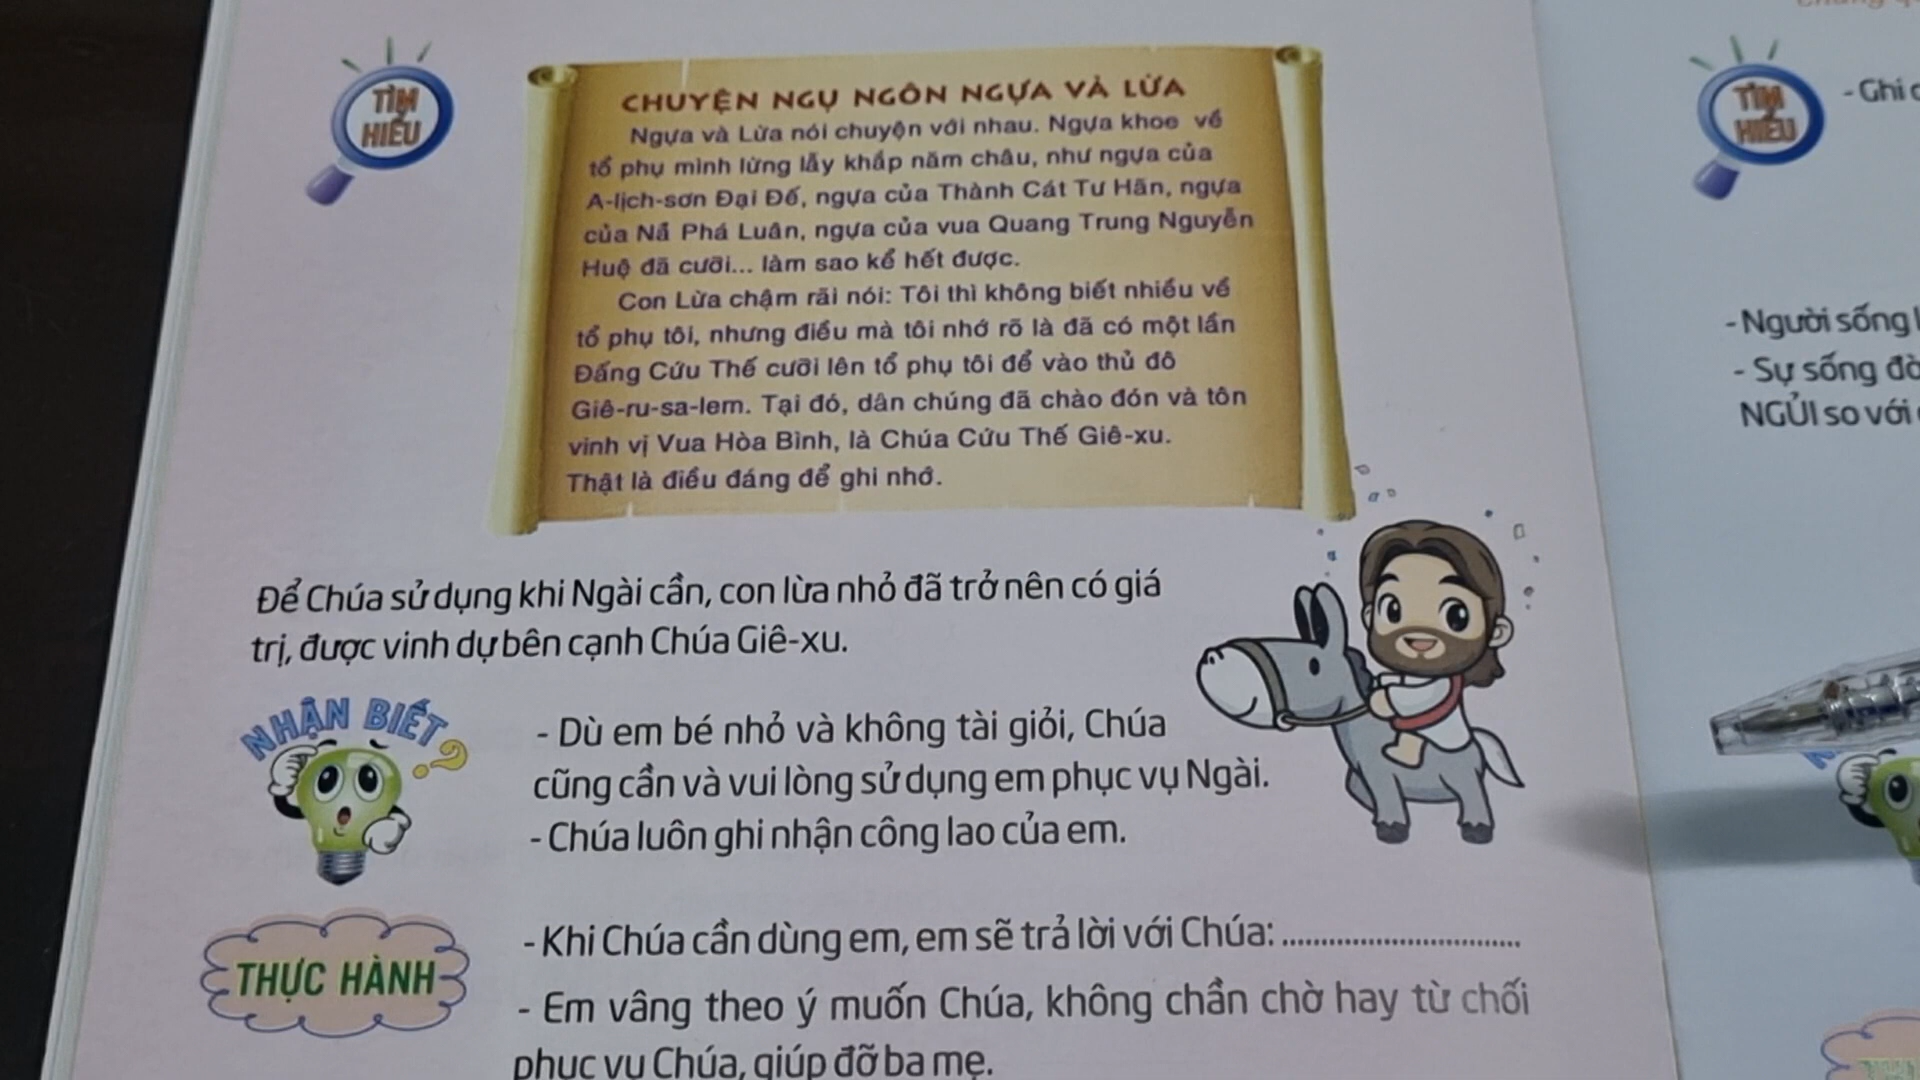 TÌM
HIỂU
CHUYỆN NGỤ NGÔN NGỰA VÀ LỪA
Ngựa và Lừa nói chuyện với nhau. Ngựa khoe về
tổ phụ mình lừng lẫy khắp năm châu, như ngựa của
A-lịch-sơn Đại Đế, ngựa của Thành Cát Tư Hãn, ngựa
của Nã Phá Luân, ngựa của vua Quang Trung Nguyễn
Huệ đã cưỡi... làm sao kể hết được.
Con Lừa chậm rãi nói: Tôi thì không biết nhiều về
tổ phụ tôi, nhưng điều mà tôi nhớ rõ là đã có một lần
Đấng Cứu Thế cưỡi lên tổ phụ tôi để vào thủ đô
Giê-ru-sa-lem. Tại đó, dân chúng đã chào đón và tôn
vinh vị Vua Hòa Bình, là Chúa Cứu Thế Giê-xu.
Thật là điều đáng để ghi nhớ.
Để Chúa sử dụng khi Ngài cần, con lừa nhỏ đã trở nên có giá
trị, được vinh dự bên cạnh Chúa Giê-xu.
NHẬN BIẾT?
- Dù em bé nhỏ và không tài giỏi, Chúa
cũng cần và vui lòng sử dụng em phục vụ Ngài.
- Chúa luôn ghi nhận công lao của em.
THỰC HÀNH
- Khi Chúa cần dùng em, em sẽ trả lời với Chúa: ..............................
- Em vâng theo ý muốn Chúa, không chần chờ hay từ chối
phục vụ Chúa, giúp đỡ ba mẹ.
TÌM
HIỂU
- Ghi
- Người sống
- Sự sống
NGỦI so với